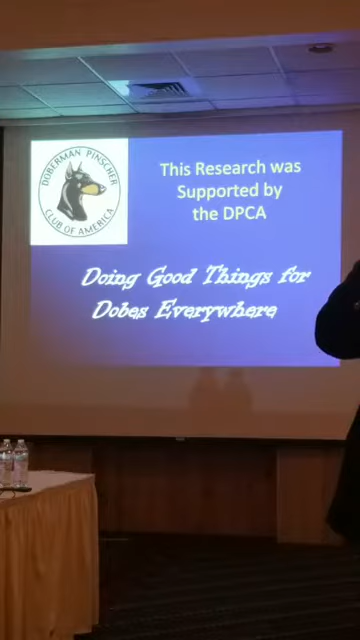 DOBERMAN PINSCHER
CLUB OF AMERICA
This Research was
Supported by
the DPCA
Doing Good Things for
Dobes Everywhere